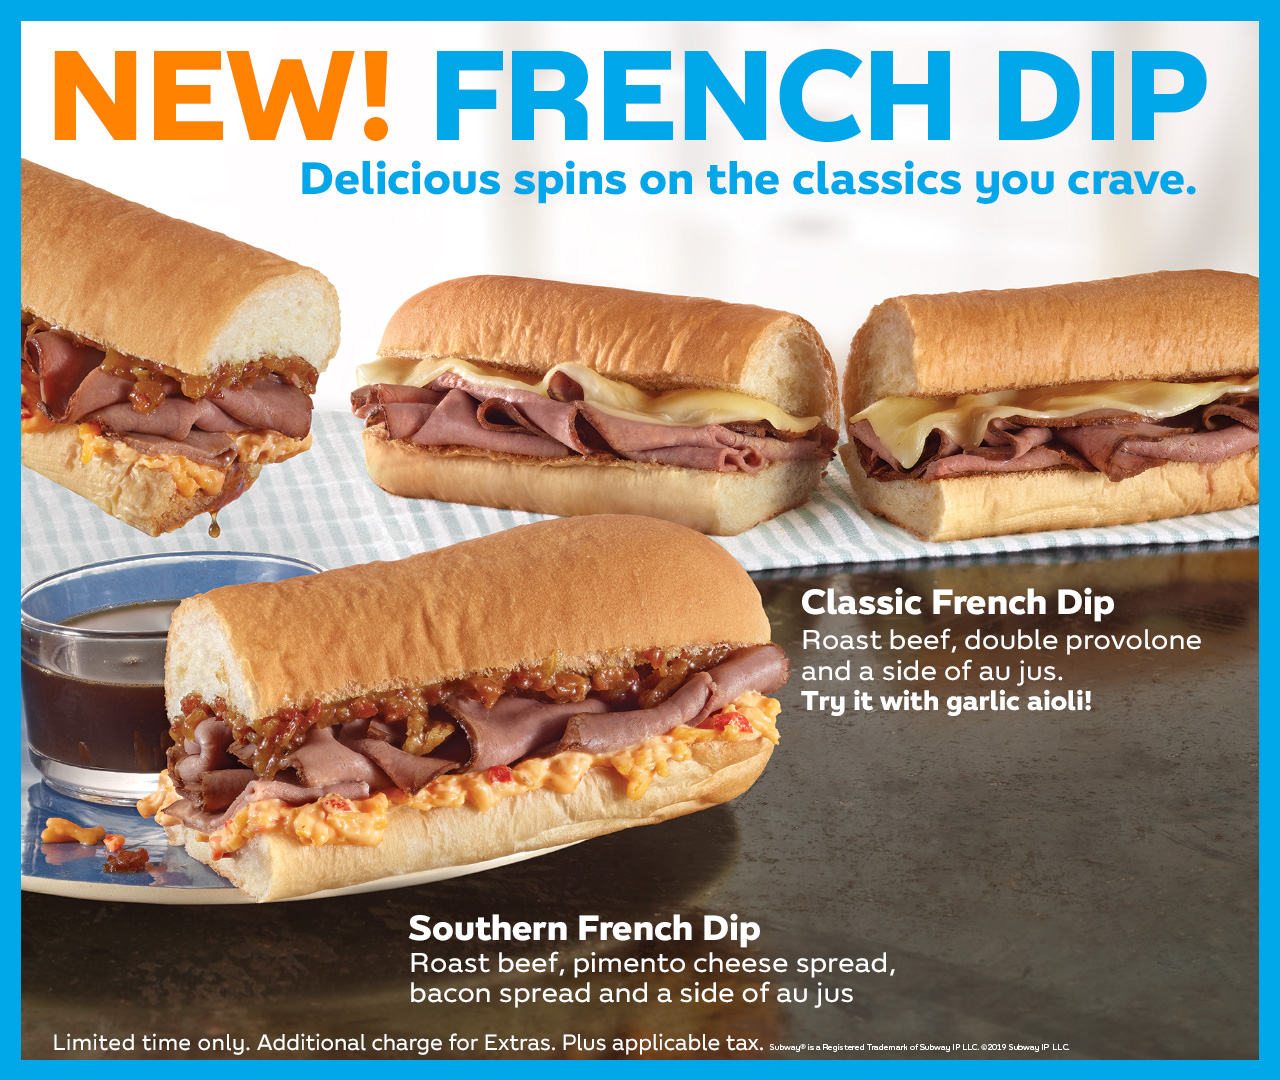 NEW! FRENCH DIP
Delicious spins on the classics you crave.
Classic French Dip
Roast beef, double provolone
and a side of au jus.
Try it with garlic aioli!
Southern French Dip
Roast beef, pimento cheese spread,
bacon spread and a side of au jus
Limited time only. Additional charge for Extras. Plus applicable tax. Subway® is a Registered Trademark of Subway IP LLC. ©2019 Subway IP LLC.